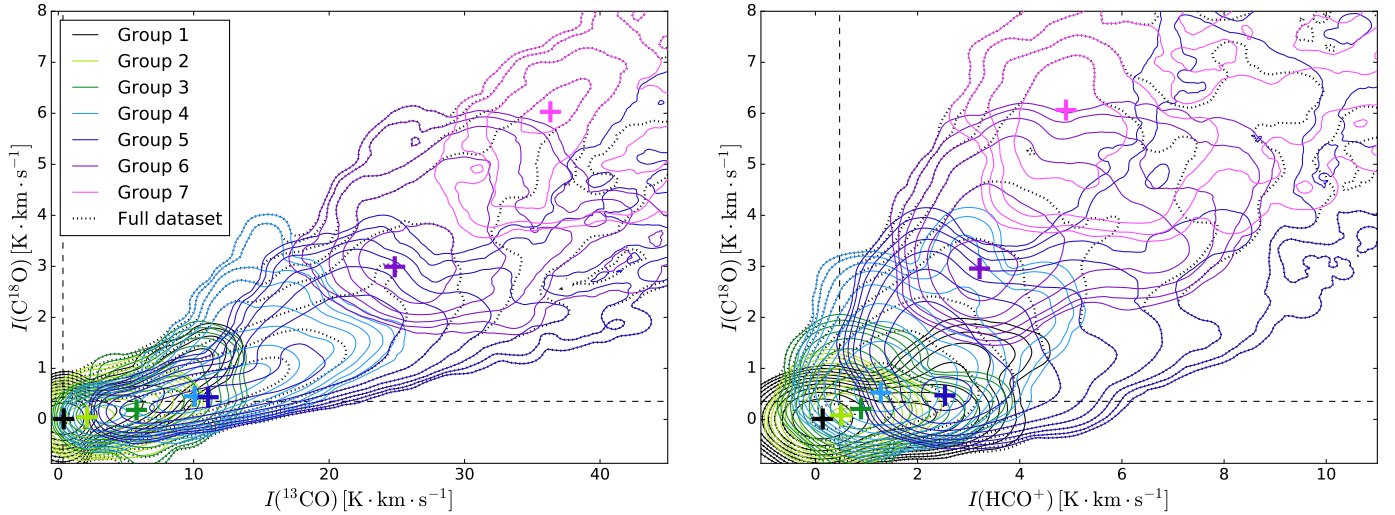 8
7
6
5
4
3
2
1
0
I(C¹⁸O) [K · km · s⁻¹]
Group 1
Group 2
Group 3
Group 4
Group 5
Group 6
Group 7
Full dataset
0 10 20 30 40
I(¹³CO) [K · km · s⁻¹]
8
7
6
5
4
3
2
1
0
I(C¹⁸O) [K · km · s⁻¹]
0 2 4 6 8 10
I(HCO⁺) [K · km · s⁻¹]